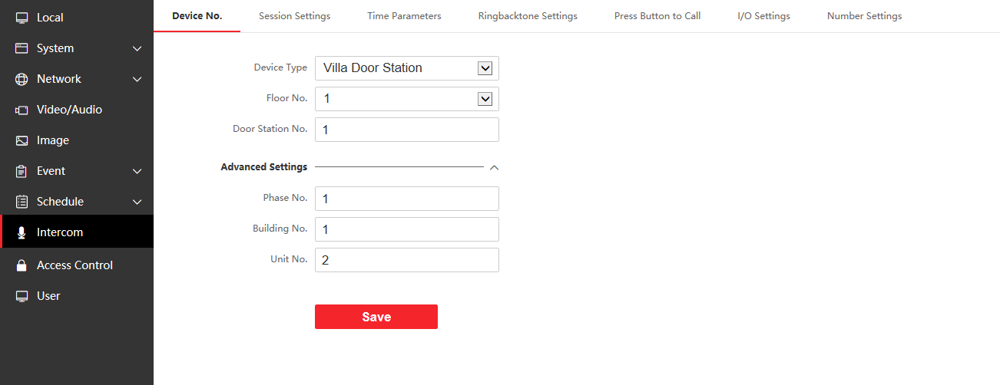 Local
System
Network
Video/Audio
Image
Event
Schedule
Intercom
Access Control
User
Device No. Session Settings Time Parameters Ringbacktone Settings Press Button to Call I/O Settings Number Settings
Device Type Villa Door Station
Floor No. 1
Door Station No. 1
Advanced Settings
Phase No. 1
Building No. 1
Unit No. 2
Save